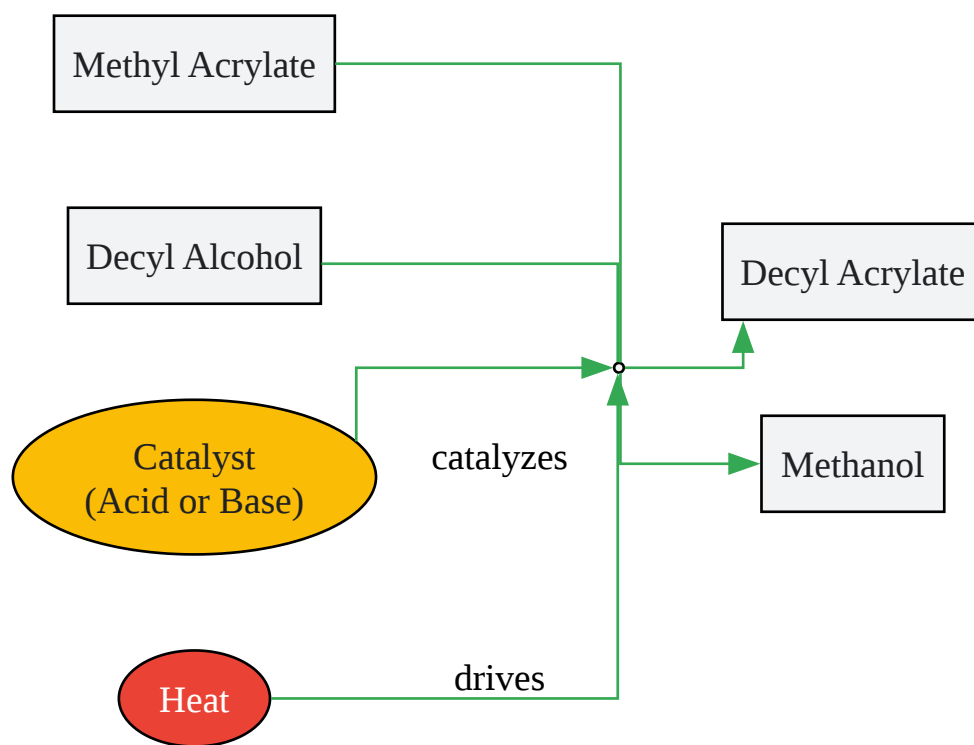 Methyl Acrylate
Decyl Alcohol
Decyl Acrylate
Catalyst
(Acid or Base)
catalyzes
Methanol
drives
Heat